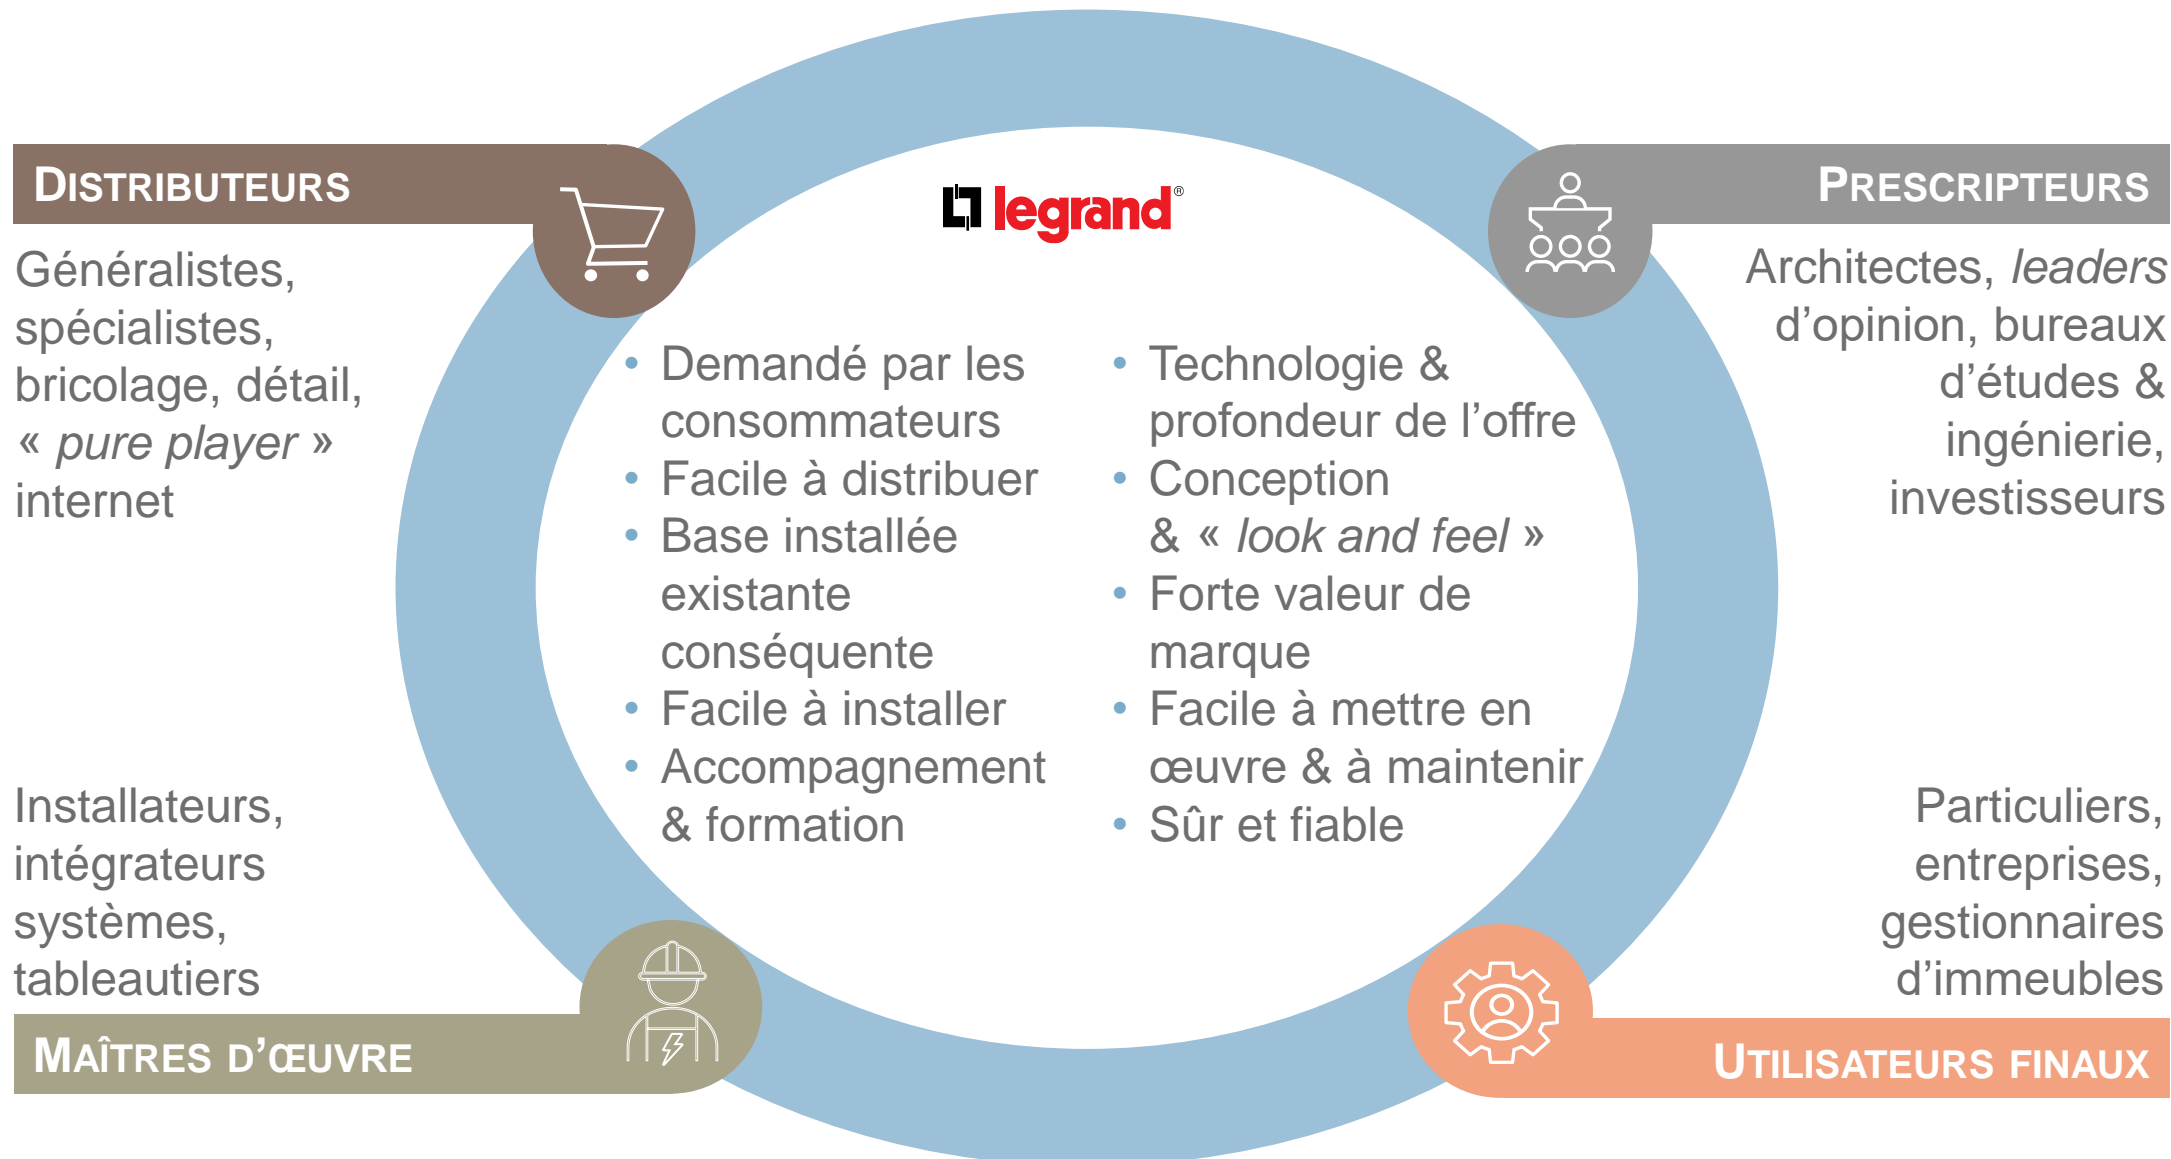 DISTRIBUTEURS
Généralistes,
spécialistes,
bricolage, détail,
« pure player »
internet
legrand®
• Demandé par les
consommateurs
• Facile à distribuer
• Base installée
existante
conséquente
• Facile à installer
• Accompagnement
& formation
• Technologie &
profondeur de l’offre
• Conception
& « look and feel »
• Forte valeur de
marque
• Facile à mettre en
œuvre & à maintenir
• Sûr et fiable
PRESCRIPTEURS
Architectes, leaders
d’opinion, bureaux
d’études &
ingénierie,
investisseurs
Installateurs,
intégrateurs
systèmes,
tableautiers
MAÎTRES D’ŒUVRE
Particuliers,
entreprises,
gestionnaires
d’immeubles
UTILISATEURS FINAUX